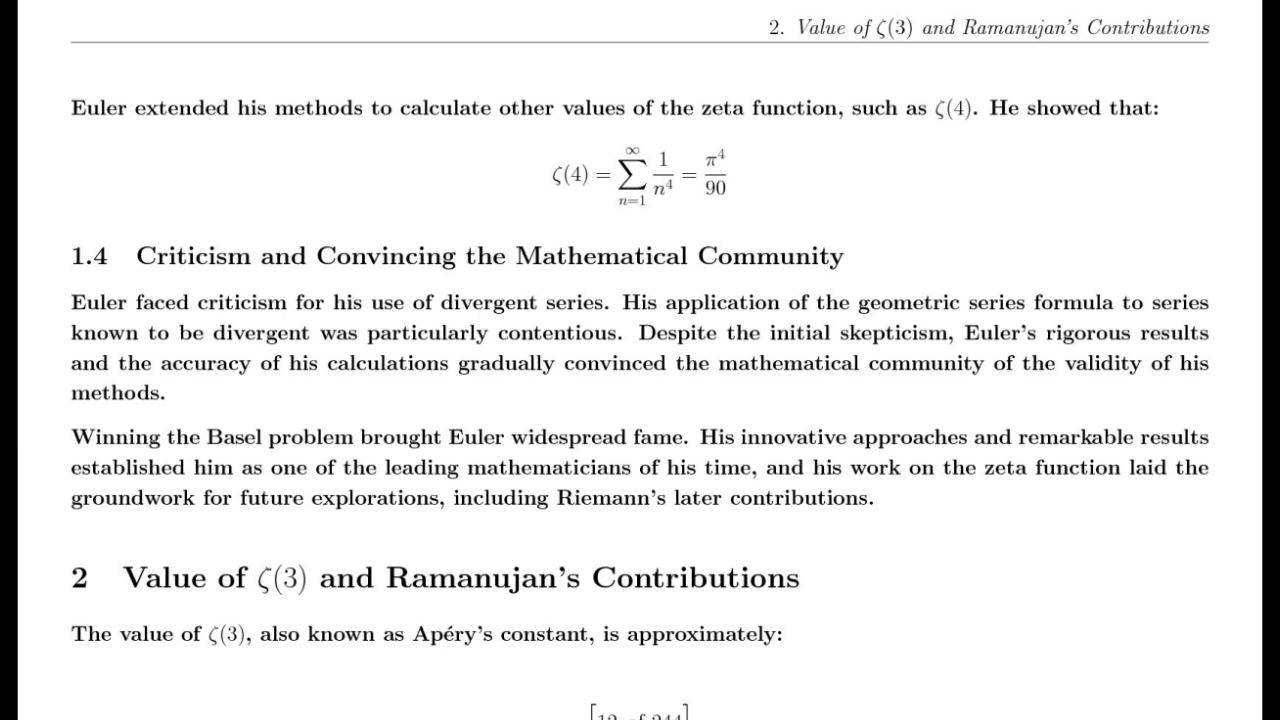 2. Value of ζ(3) and Ramanujan's Contributions
Euler extended his methods to calculate other values of the zeta function, such as ζ(4). He showed that:
ζ(4) = ∑_{n=1}^{∞} 1/n⁴ = π⁴/90
1.4 Criticism and Convincing the Mathematical Community
Euler faced criticism for his use of divergent series. His application of the geometric series formula to series
known to be divergent was particularly contentious. Despite the initial skepticism, Euler's rigorous results
and the accuracy of his calculations gradually convinced the mathematical community of the validity of his
methods.
Winning the Basel problem brought Euler widespread fame. His innovative approaches and remarkable results
established him as one of the leading mathematicians of his time, and his work on the zeta function laid the
groundwork for future explorations, including Riemann's later contributions.
2 Value of ζ(3) and Ramanujan's Contributions
The value of ζ(3), also known as Apéry's constant, is approximately: